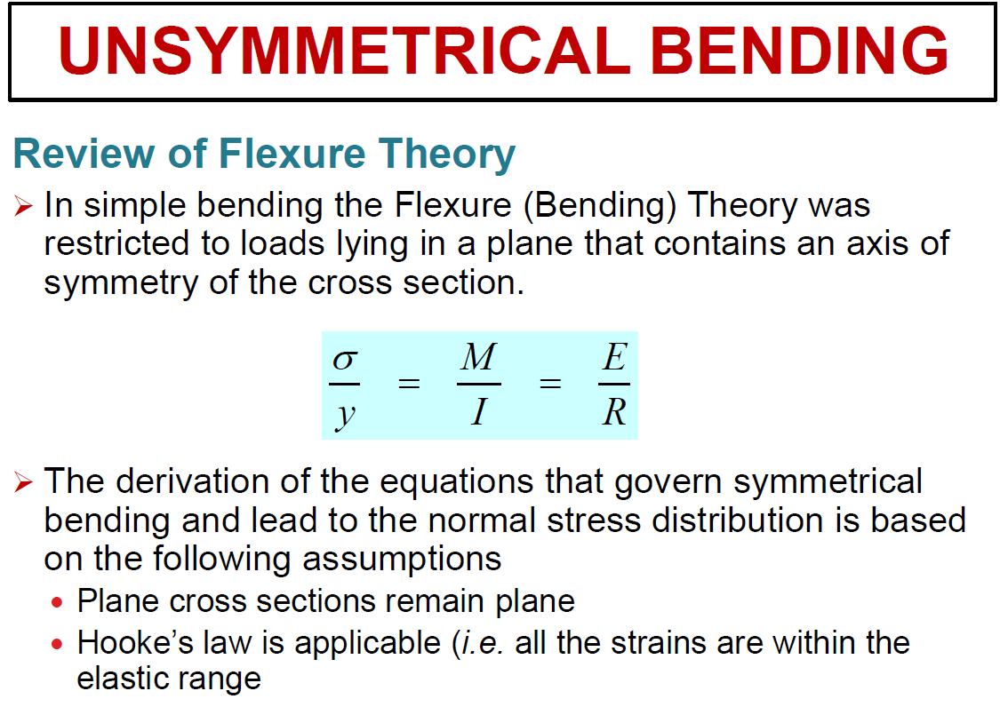 UNSYMMETRICAL BENDING
Review of Flexure Theory
➢ In simple bending the Flexure (Bending) Theory was
restricted to loads lying in a plane that contains an axis of
symmetry of the cross section.
σ/y = M/I = E/R
➢ The derivation of the equations that govern symmetrical
bending and lead to the normal stress distribution is based
on the following assumptions
• Plane cross sections remain plane
• Hooke’s law is applicable (i.e. all the strains are within the
elastic range